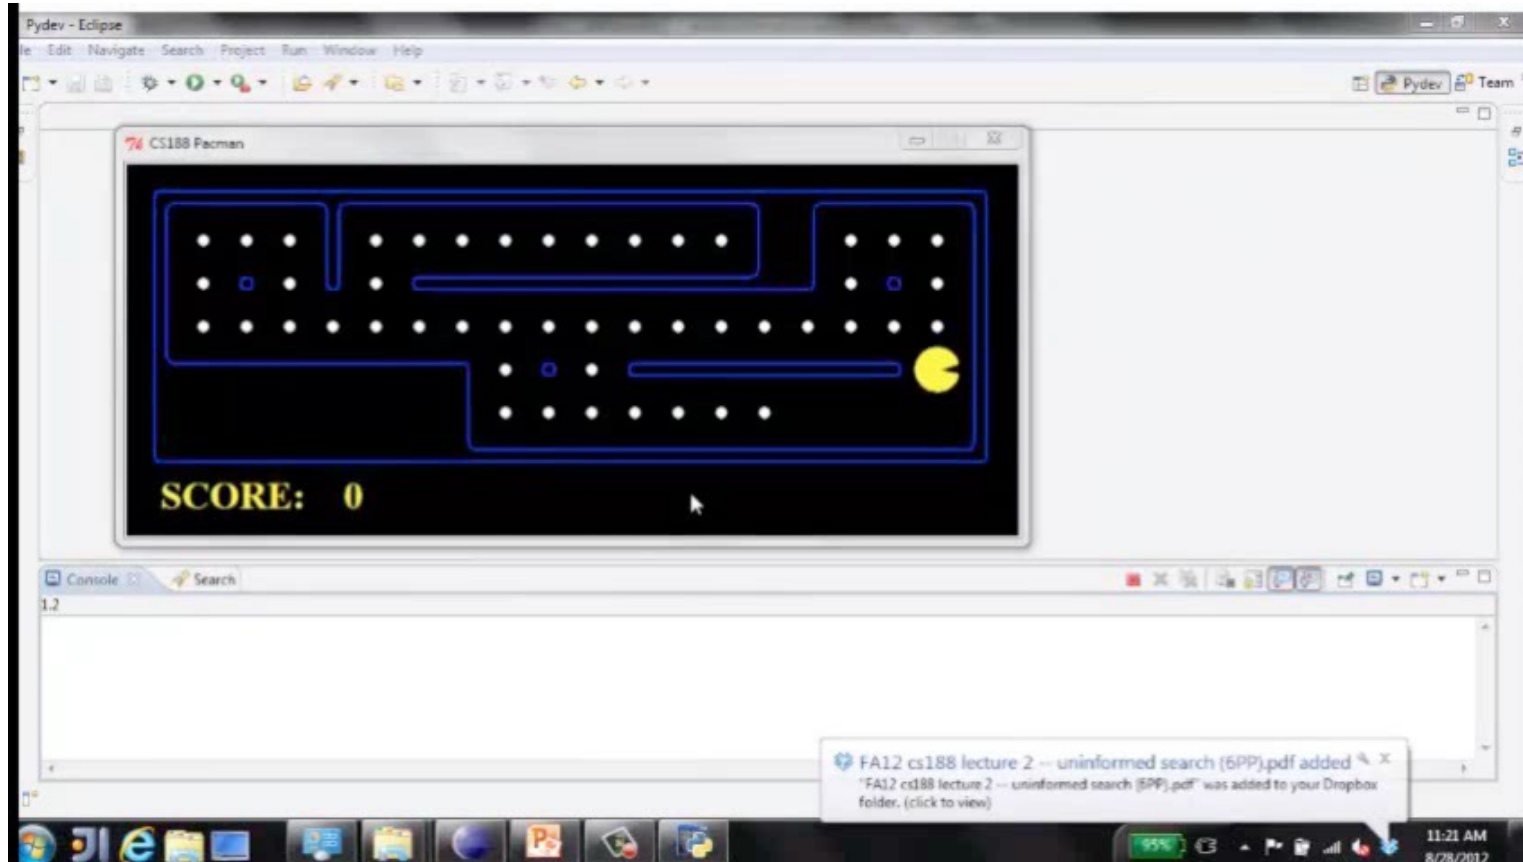 Pydev - Eclipse
le Edit Navigate Search Project Run Window Help
Pydev Team
CS188 Pacman
SCORE: 0
Console Search
1.2
FA12 cs188 lecture 2 -- uninformed search (6PP).pdf added
"FA12 cs188 lecture 2 -- uninformed search (6PP).pdf" was added to your Dropbox
folder. (click to view)
95%
11:21 AM
8/28/2012